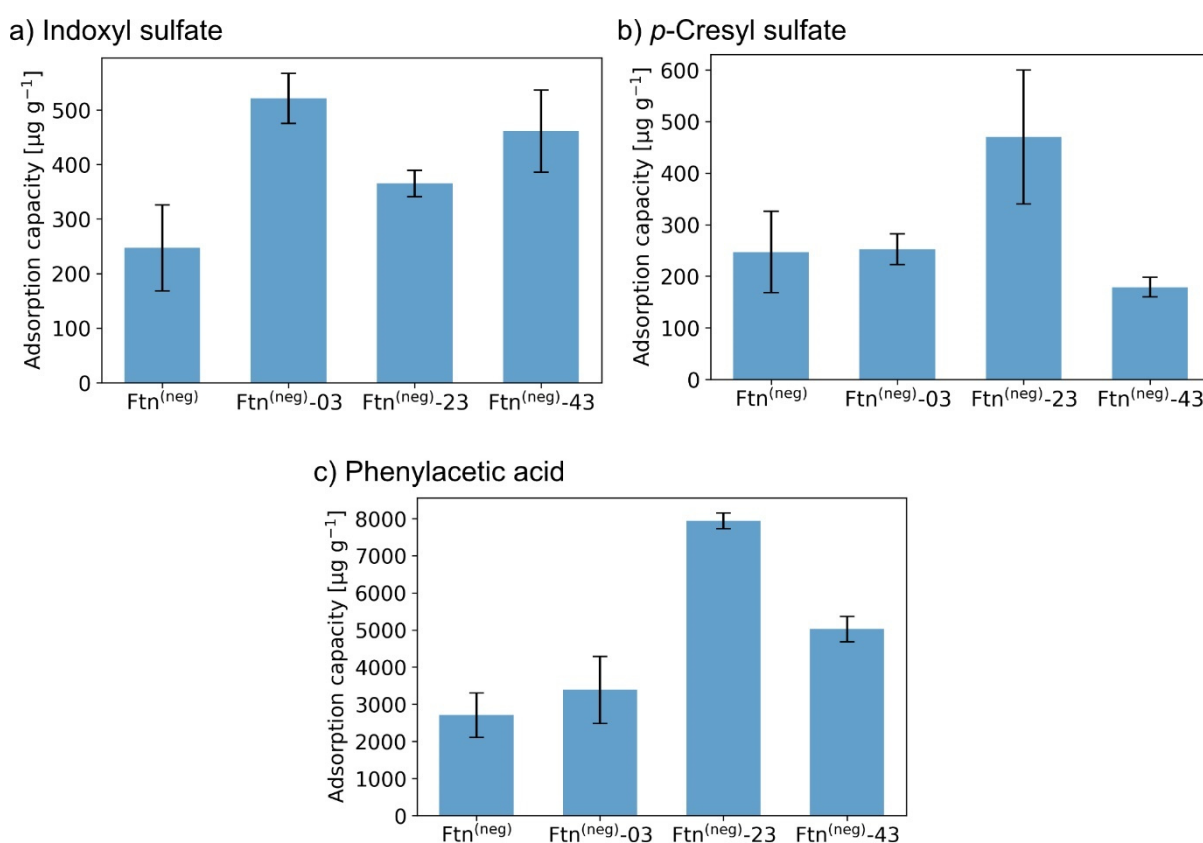 a) Indoxyl sulfate
Adsorption capacity [µg g⁻¹]
500
400
300
200
100
0
Ftn⁽ⁿᵉᵍ⁾ Ftn⁽ⁿᵉᵍ⁾-03 Ftn⁽ⁿᵉᵍ⁾-23 Ftn⁽ⁿᵉᵍ⁾-43
b) p-Cresyl sulfate
Adsorption capacity [µg g⁻¹]
600
500
400
300
200
100
0
Ftn⁽ⁿᵉᵍ⁾ Ftn⁽ⁿᵉᵍ⁾-03 Ftn⁽ⁿᵉᵍ⁾-23 Ftn⁽ⁿᵉᵍ⁾-43
c) Phenylacetic acid
Adsorption capacity [µg g⁻¹]
8000
7000
6000
5000
4000
3000
2000
1000
0
Ftn⁽ⁿᵉᵍ⁾ Ftn⁽ⁿᵉᵍ⁾-03 Ftn⁽ⁿᵉᵍ⁾-23 Ftn⁽ⁿᵉᵍ⁾-43